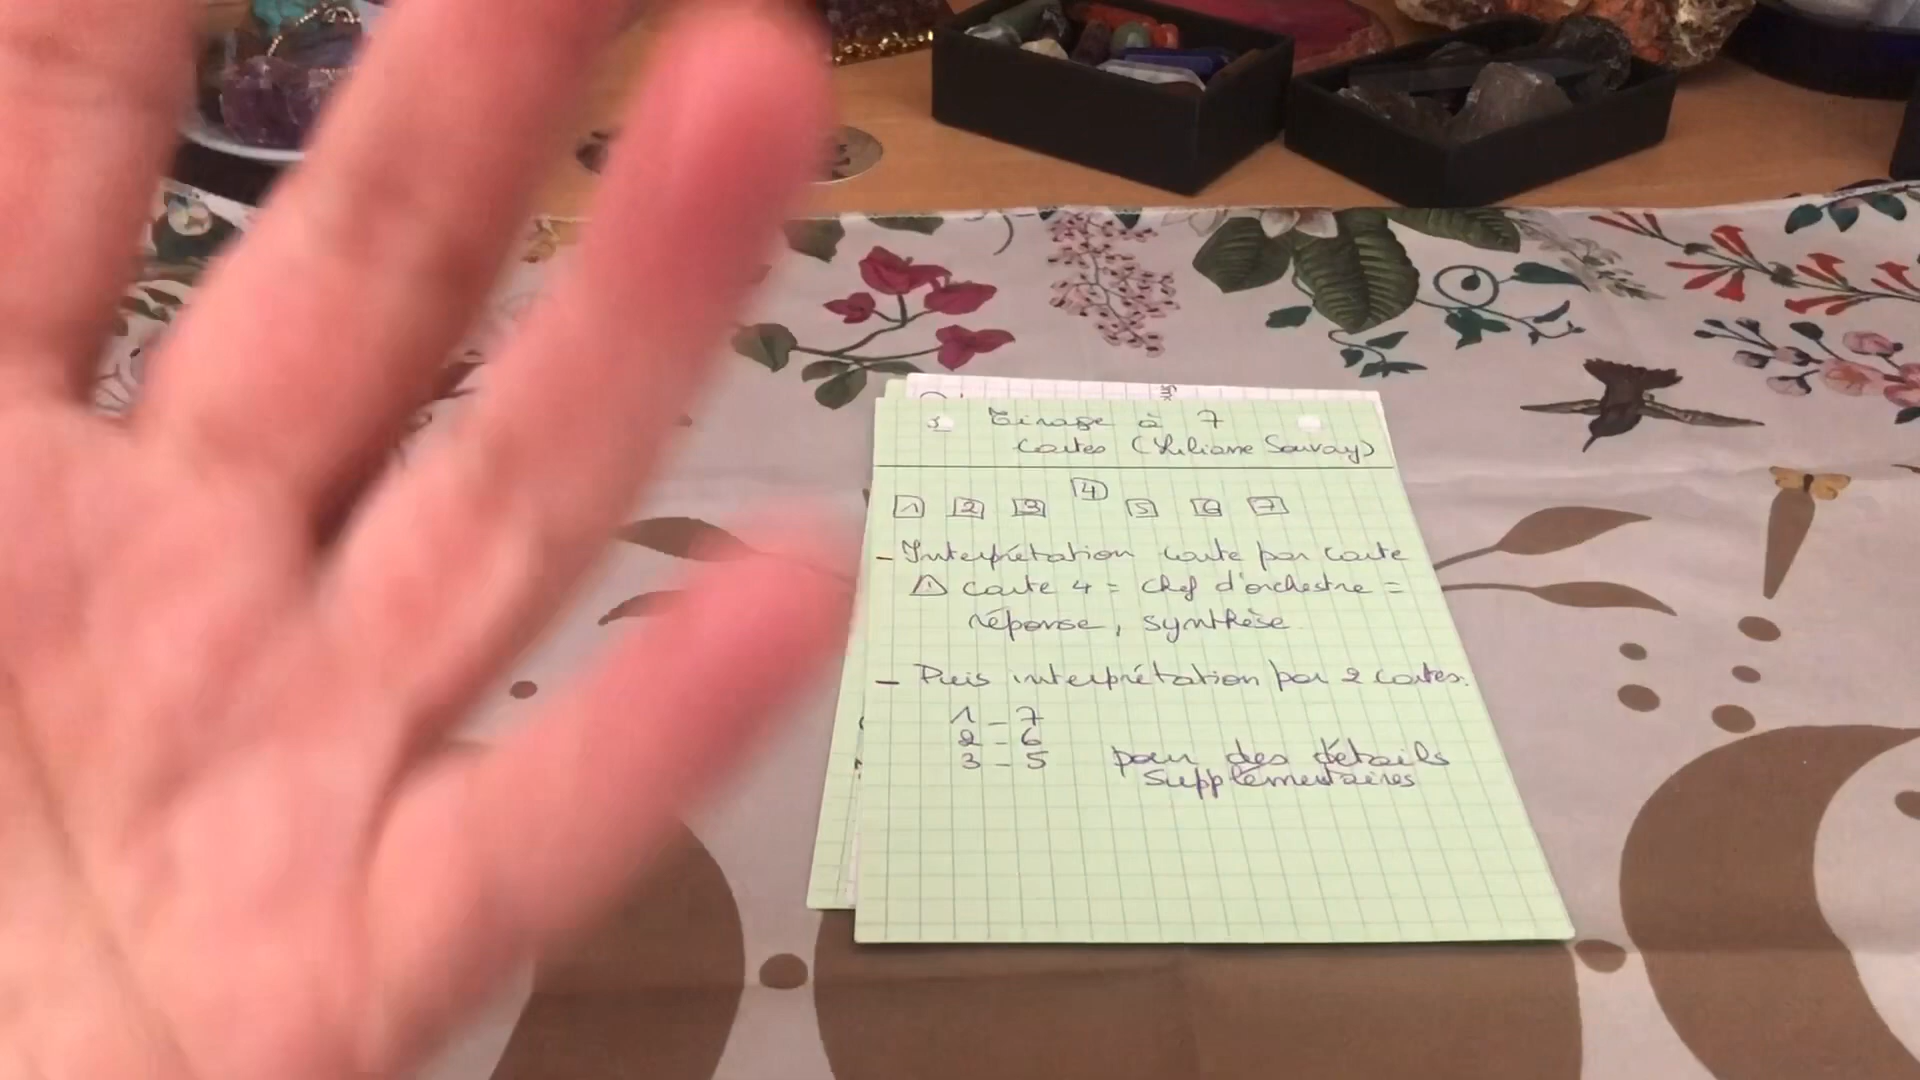 Tirage à 7
cartes (Liliane Sauvay)
1 2 3 4 5 6 7
- Interprétation carte par carte
⚠ carte 4 = chef d'orchestre =
réponse, synthèse.
- Puis interprétation par 2 cartes.
1 - 7
2 - 6
3 - 5 pour des détails
supplémentaires